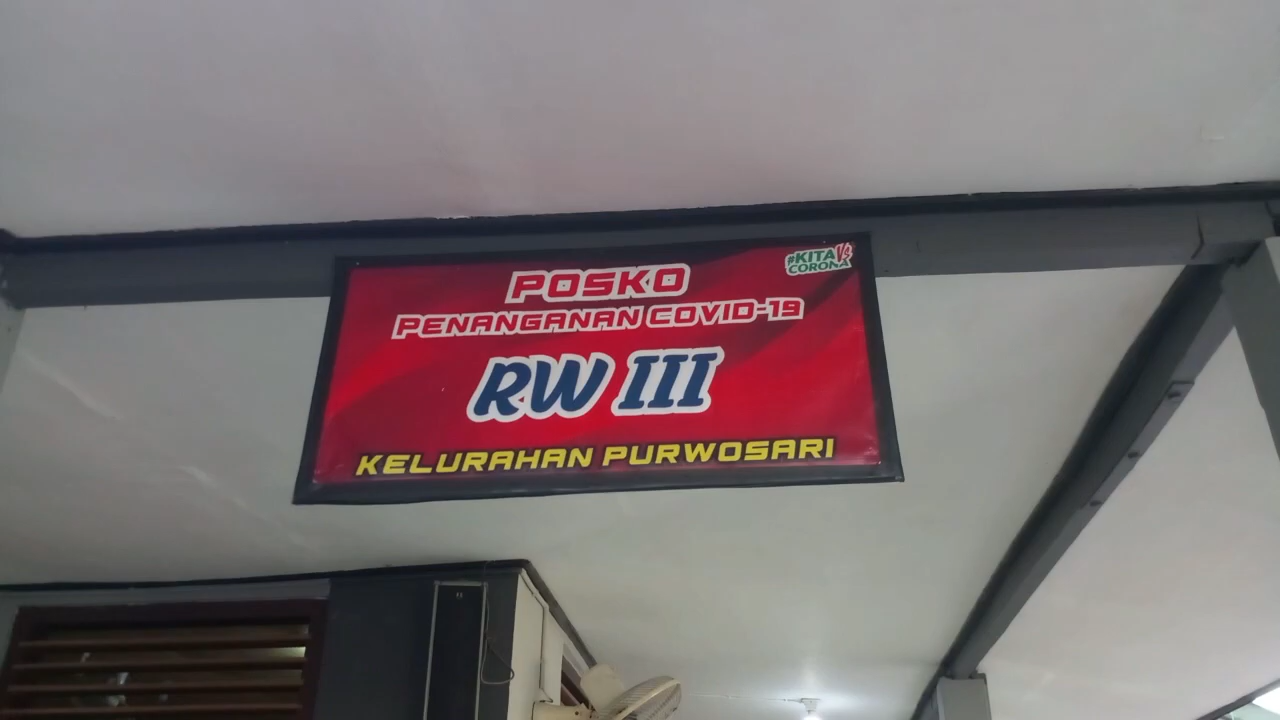 POSKO
PENANGANAN COVID-19
RW III
KELURAHAN PURWOSARI
#KITA Vs
CORONA